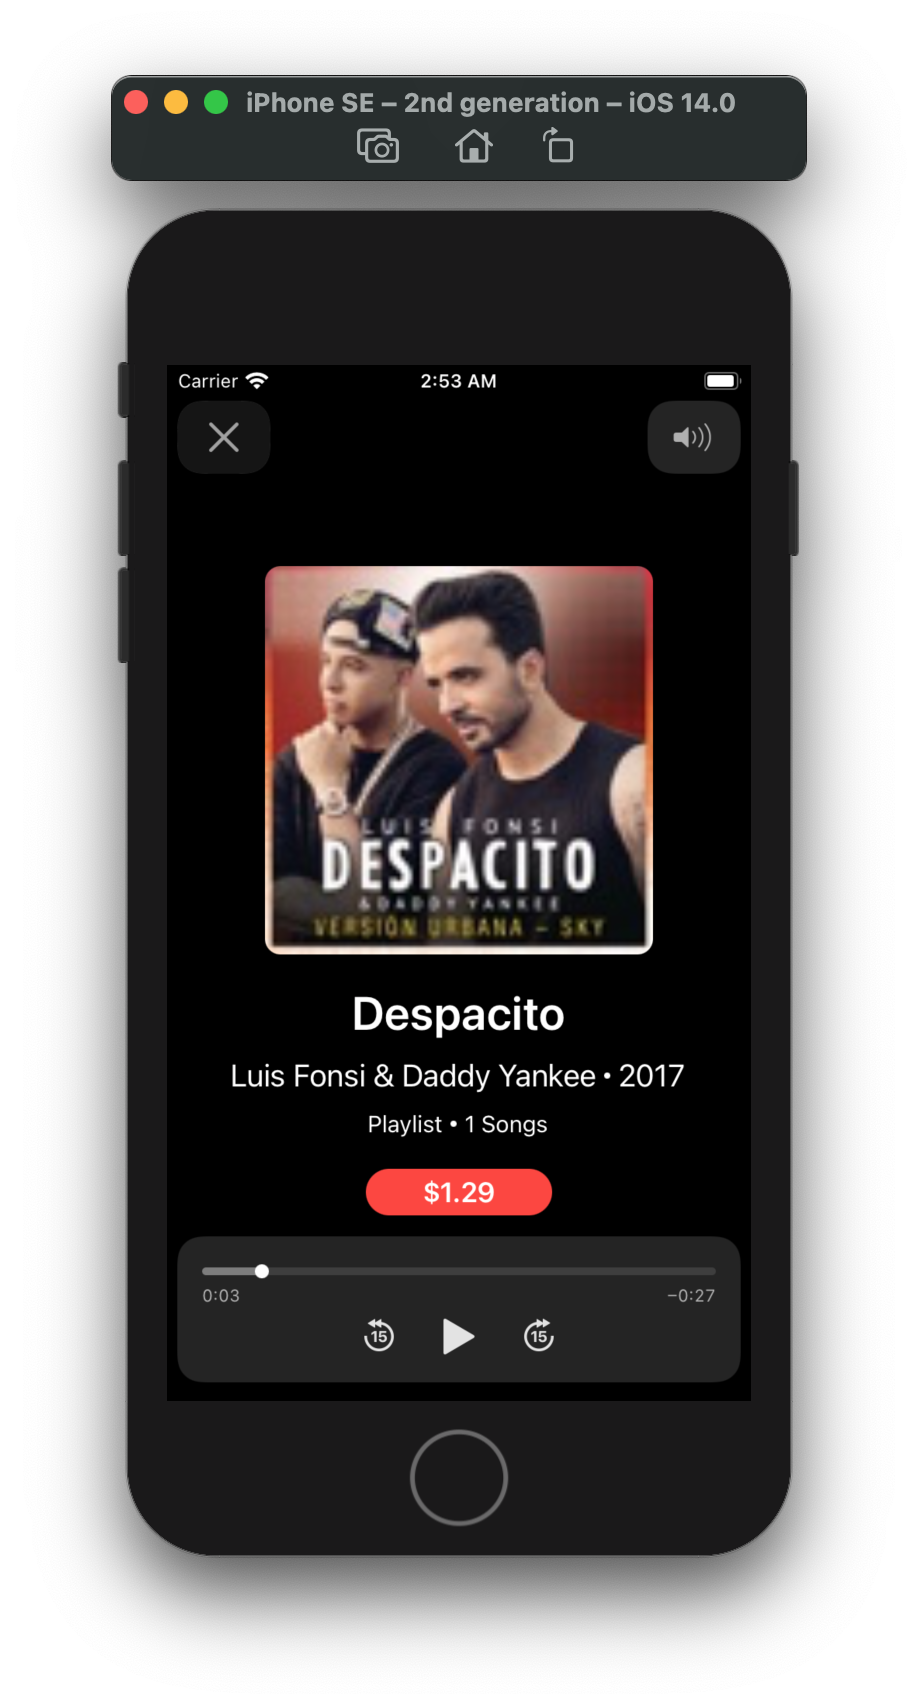 iPhone SE – 2nd generation – iOS 14.0
Carrier 2:53 AM
LUIS FONSI
DESPACITO
& DADDY YANKEE
VERSIÓN URBANA – SKY
Despacito
Luis Fonsi & Daddy Yankee • 2017
Playlist • 1 Songs
$1.29
0:03 –0:27
15 15